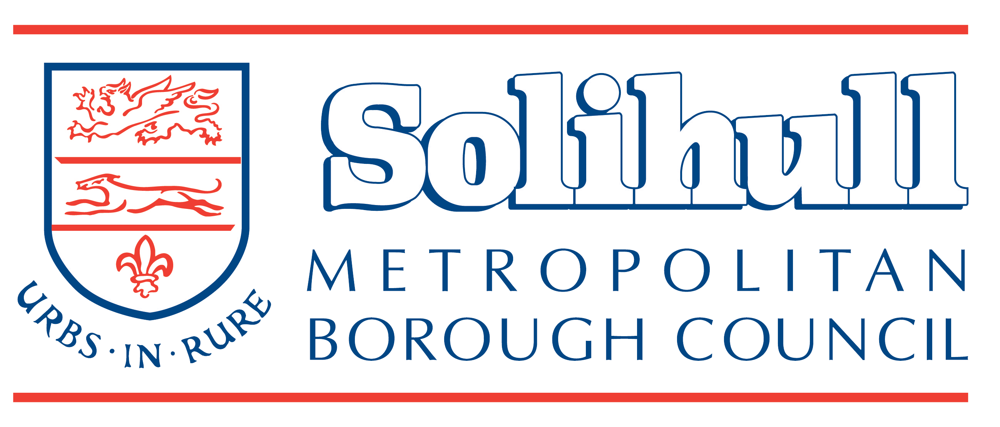 Solihull
METROPOLITAN
BOROUGH COUNCIL
URBS·IN·RURE